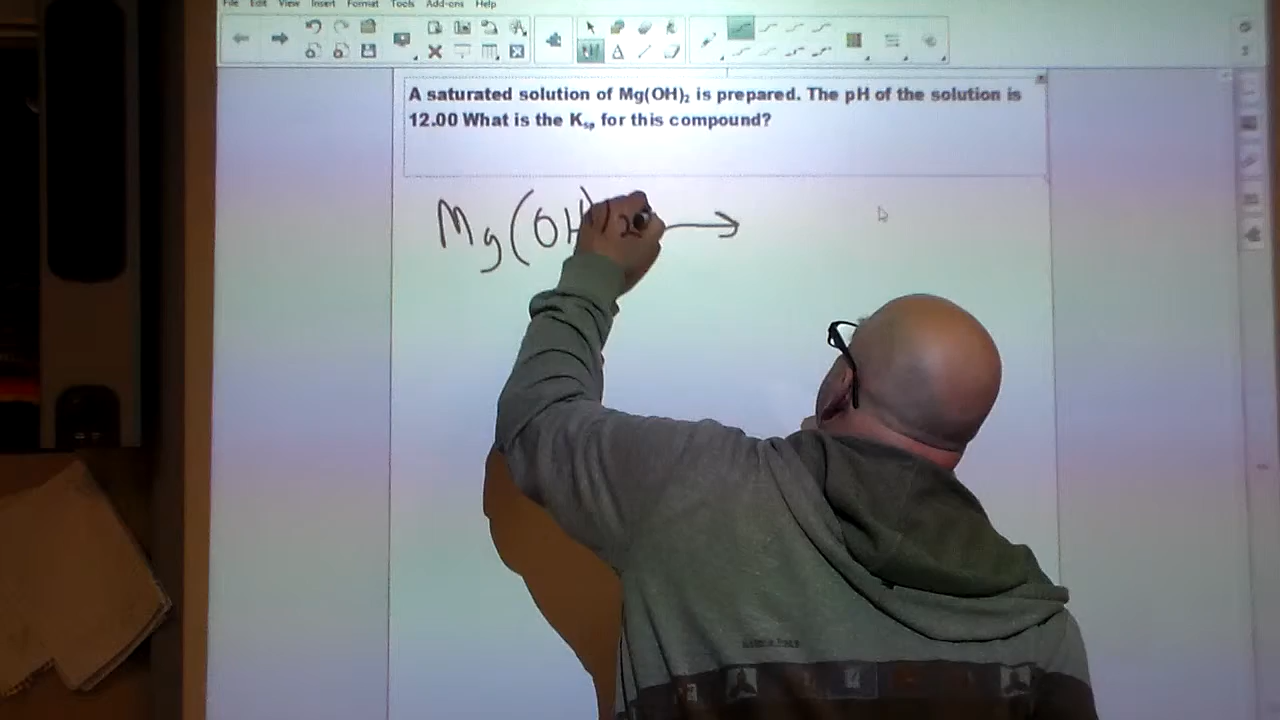 File Edit View Insert Format Tools Add-ons Help
A saturated solution of Mg(OH)₂ is prepared. The pH of the solution is
12.00 What is the Kₛₚ for this compound?
Mg(OH)₂ →